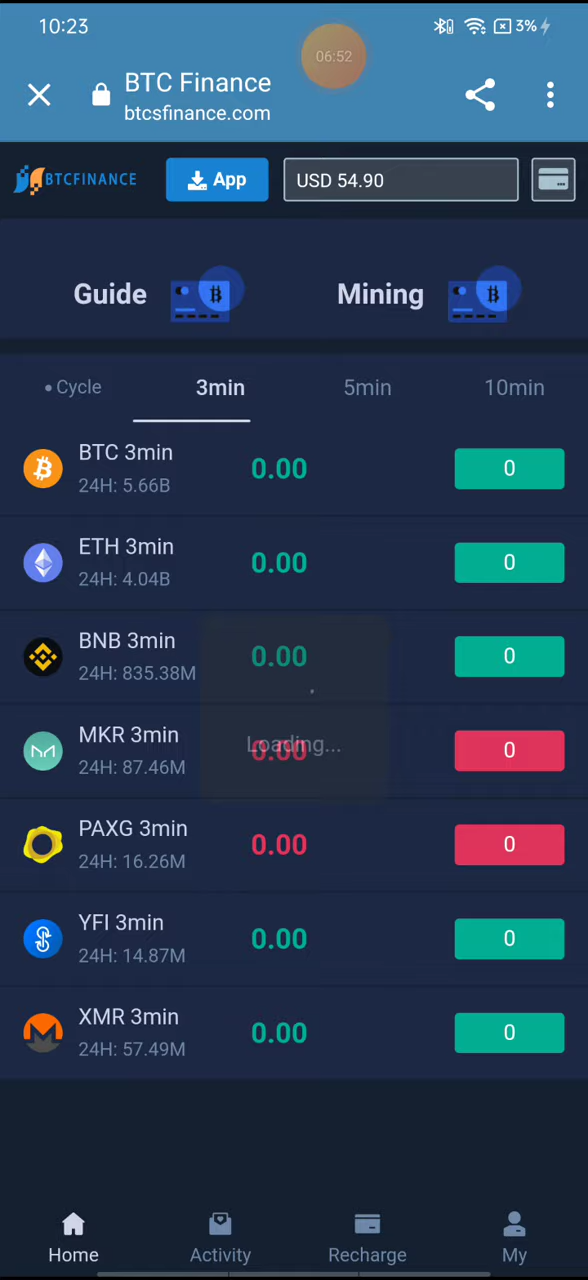 10:23
06:52
3%
BTC Finance
btcsfinance.com
BTCFINANCE
App
USD 54.90
Guide
Mining
• Cycle
3min
5min
10min
BTC 3min
0.00
0
24H: 5.66B
ETH 3min
0.00
0
24H: 4.04B
BNB 3min
0.00
0
24H: 835.38M
MKR 3min
0.00
0
24H: 87.46M
Loading...
PAXG 3min
0.00
0
24H: 16.26M
YFI 3min
0.00
0
24H: 14.87M
XMR 3min
0.00
0
24H: 57.49M
Home
Activity
Recharge
My